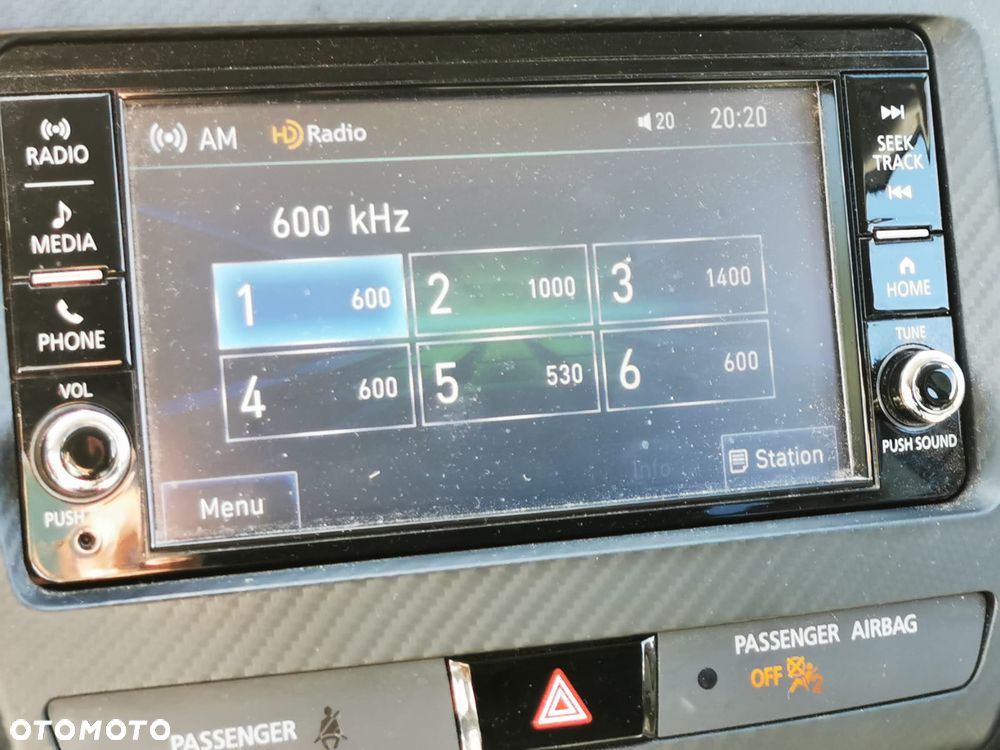 RADIO
MEDIA
PHONE
VOL
PUSH
AM HD Radio 20 20:20
600 kHz
1 600
2 1000
3 1400
4 600
5 530
6 600
Info
Station
Menu
SEEK
TRACK
HOME
TUNE
PUSH SOUND
PASSENGER AIRBAG
OFF 2
PASSENGER
OTOMOTO